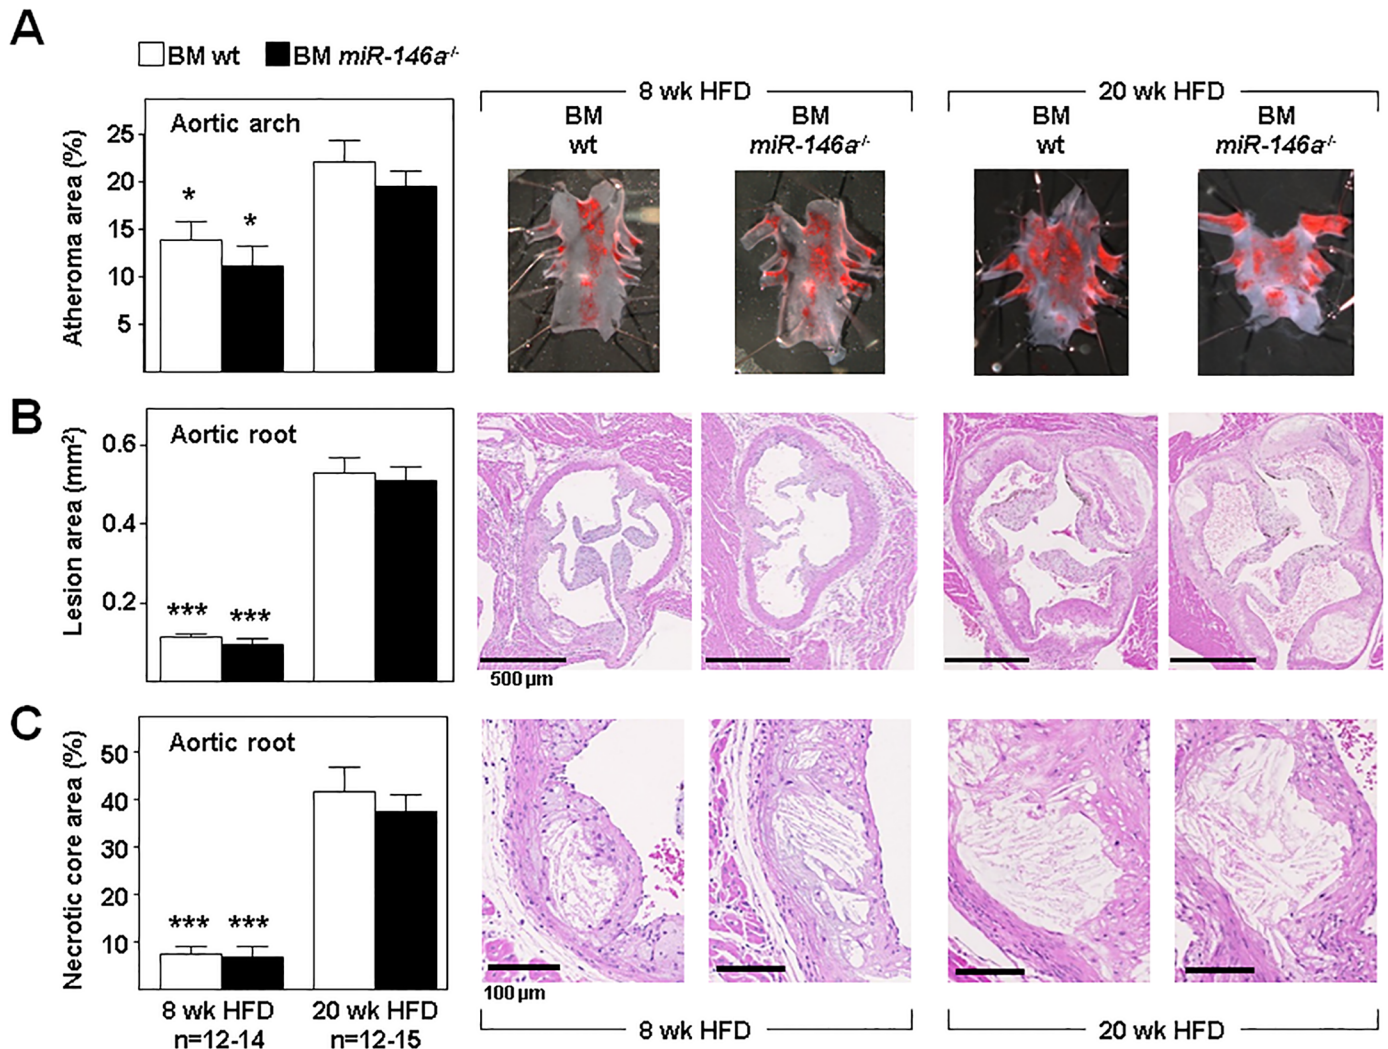 A
BM wt BM miR-146a-/-
Aortic arch
Atheroma area (%)
25
20
15
10
5
*
*
8 wk HFD
20 wk HFD
BM
wt
BM
miR-146a-/-
BM
wt
BM
miR-146a-/-
B
Aortic root
Lesion area (mm2)
0.6
0.4
0.2
***
***
500 µm
C
Aortic root
Necrotic core area (%)
50
40
30
20
10
***
***
8 wk HFD
n=12-14
20 wk HFD
n=12-15
100 µm
8 wk HFD
20 wk HFD